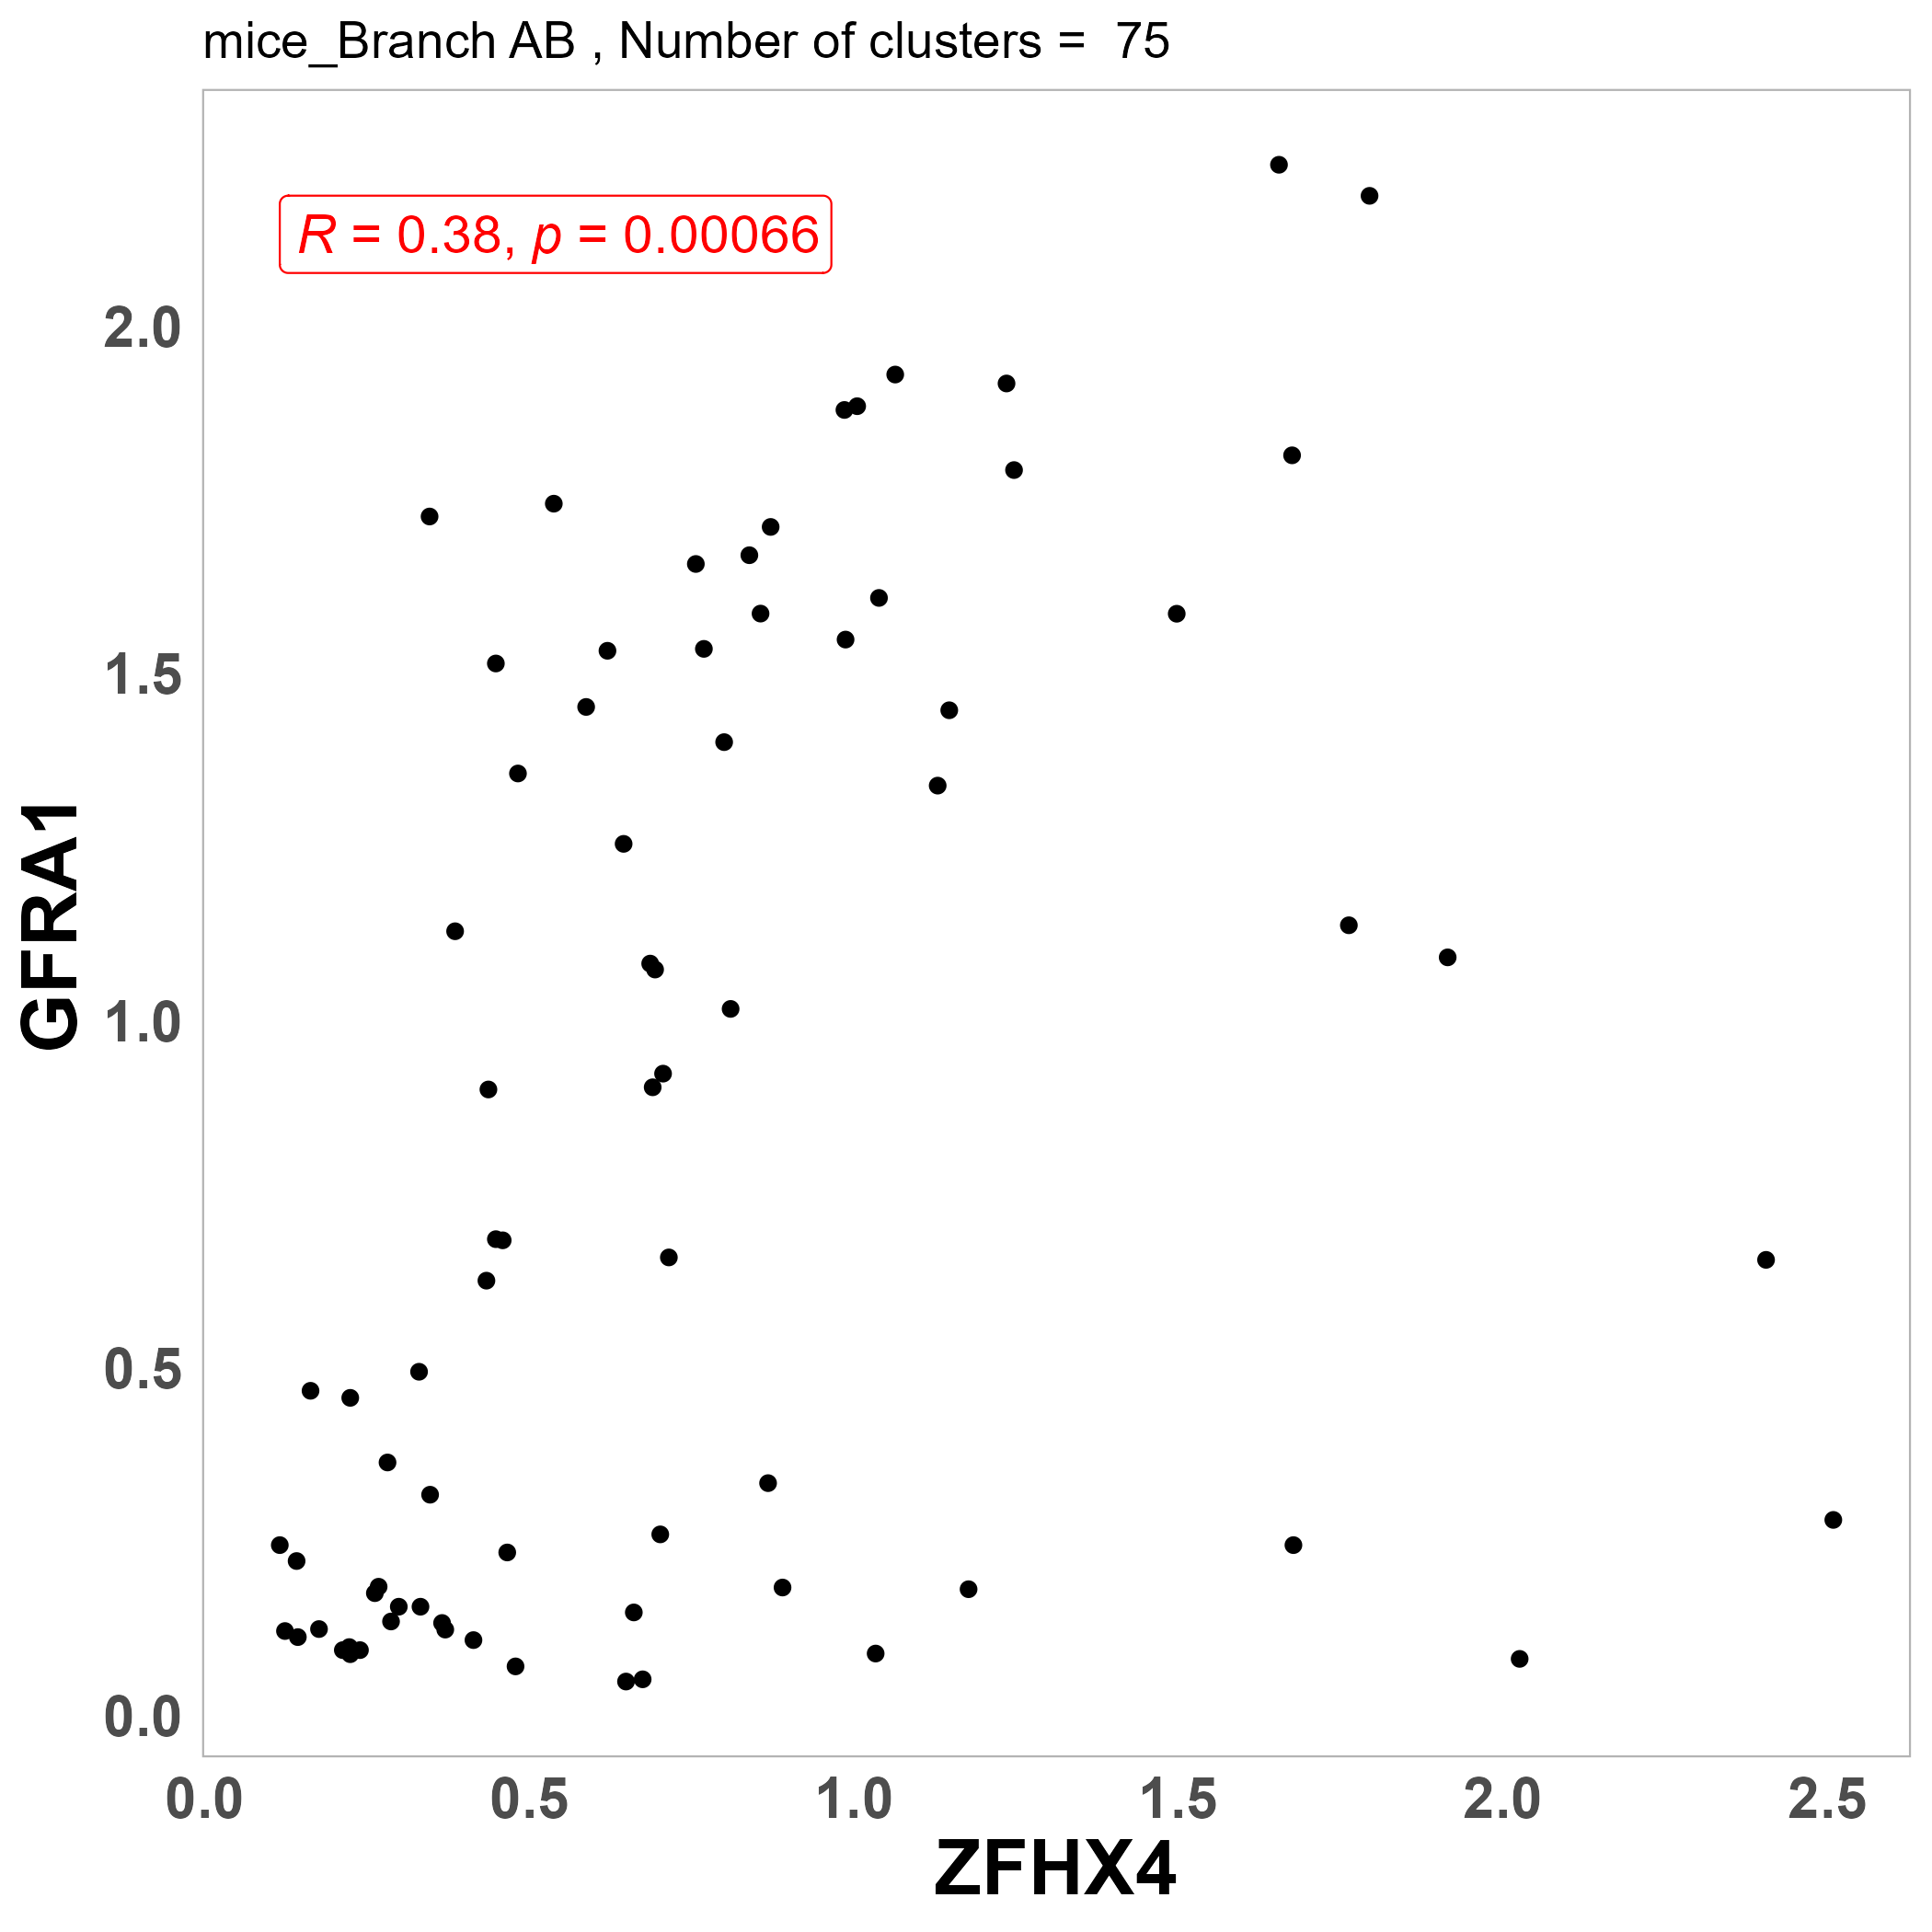 mice_Branch AB , Number of clusters =  75
R = 0.38, p = 0.00066
2.0
1.5
1.0
0.5
0.0
GFRA1
0.0 0.5 1.0 1.5 2.0 2.5
ZFHX4